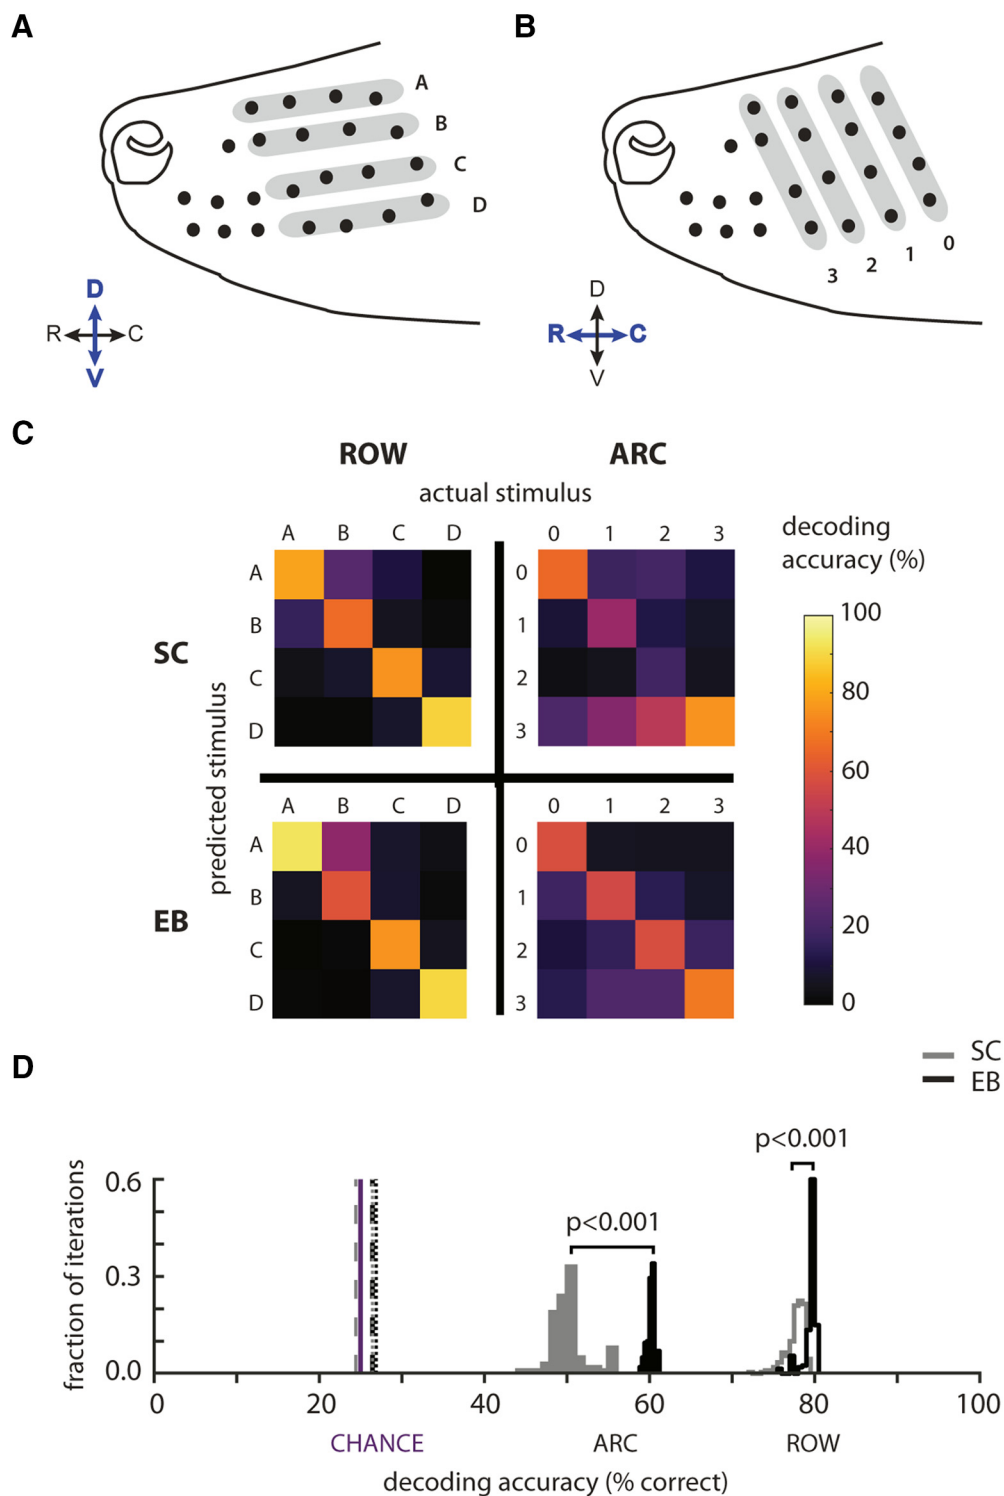 A
B
A
B
C
D
D
R C
V
3 2 1 0
D
R C
V
C
ROW ARC
actual stimulus
decoding
accuracy (%)
A B C D
0 1 2 3
A
B
C
D
0
1
2
3
SC
predicted stimulus
100
80
60
40
20
0
A B C D
0 1 2 3
A
B
C
D
0
1
2
3
EB
D
SC
EB
p<0.001
p<0.001
fraction of iterations
0.6
0.3
0.0
0 20 40 60 80 100
CHANCE ARC ROW
decoding accuracy (% correct)